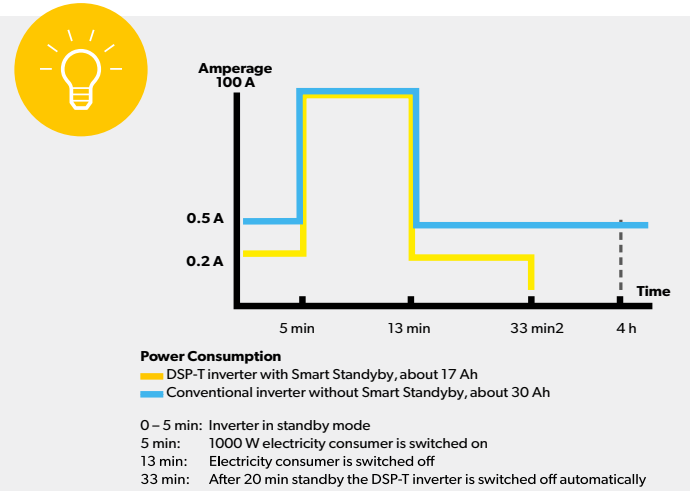 Amperage
100 A
0.5 A
0.2 A
Time
5 min 13 min 33 min2 4 h
Power Consumption
DSP-T inverter with Smart Standyby, about 17 Ah
Conventional inverter without Smart Standyby, about 30 Ah
0 – 5 min: Inverter in standby mode
5 min: 1000 W electricity consumer is switched on
13 min: Electricity consumer is switched off
33 min: After 20 min standby the DSP-T inverter is switched off automatically